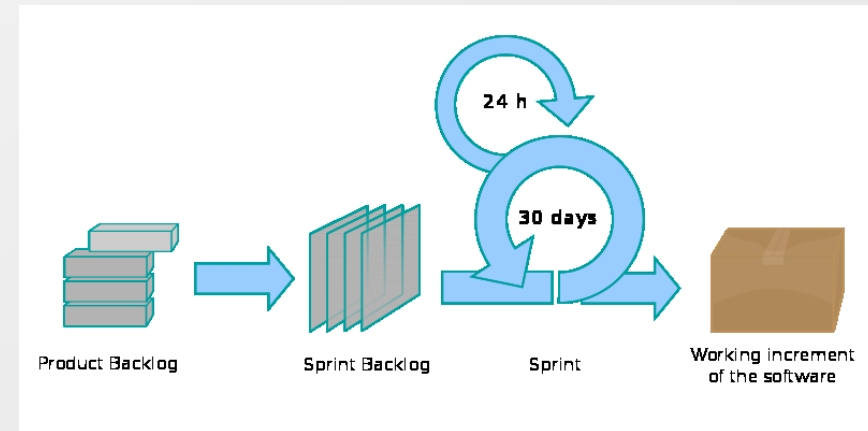 24 h
30 days
Product Backlog
Sprint Backlog
Sprint
Working increment
of the software